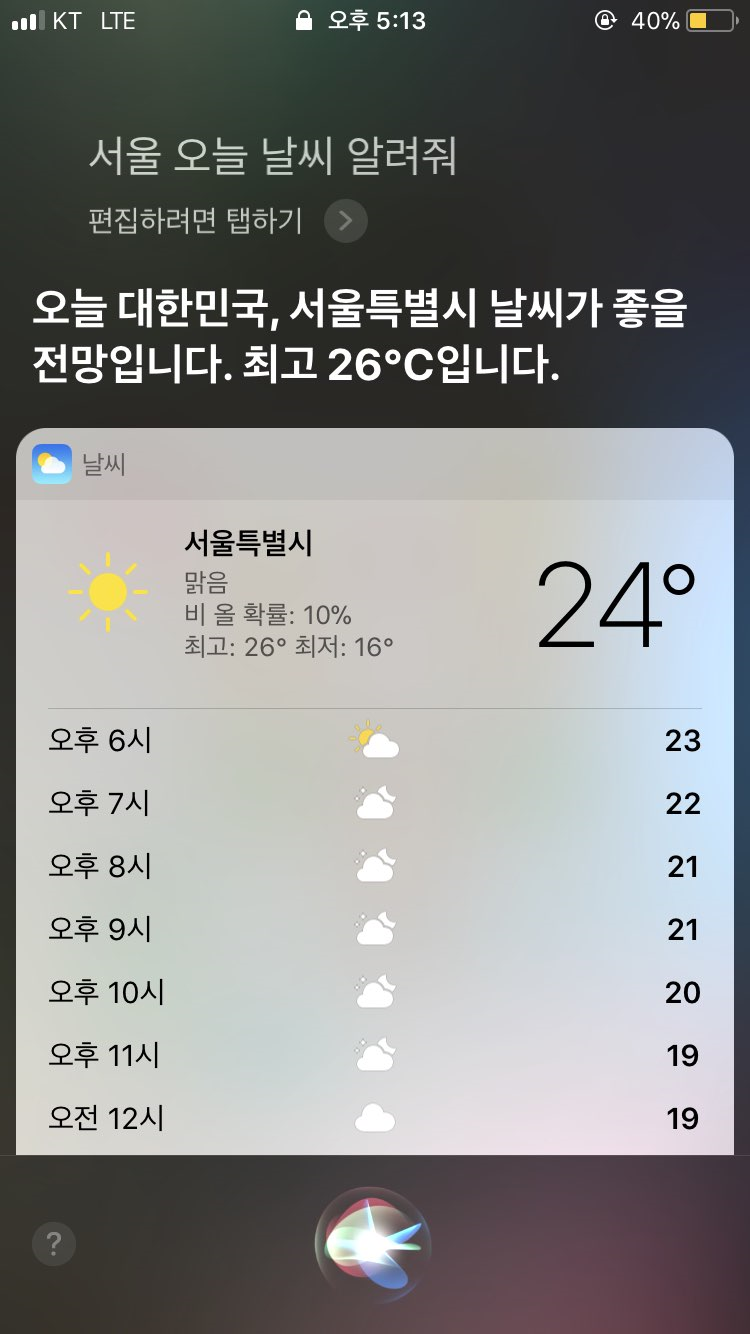 KT LTE 오후 5:13 40%
서울 오늘 날씨 알려줘
편집하려면 탭하기
오늘 대한민국, 서울특별시 날씨가 좋을
전망입니다. 최고 26°C입니다.
날씨
서울특별시
맑음
비 올 확률: 10%
최고: 26° 최저: 16°
24°
오후 6시 23
오후 7시 22
오후 8시 21
오후 9시 21
오후 10시 20
오후 11시 19
오전 12시 19
?